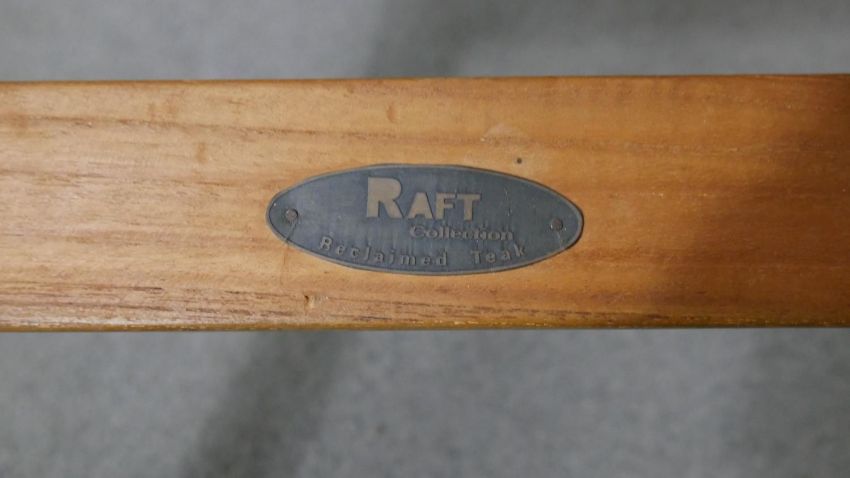 RAFT
Collection
Reclaimed Teak